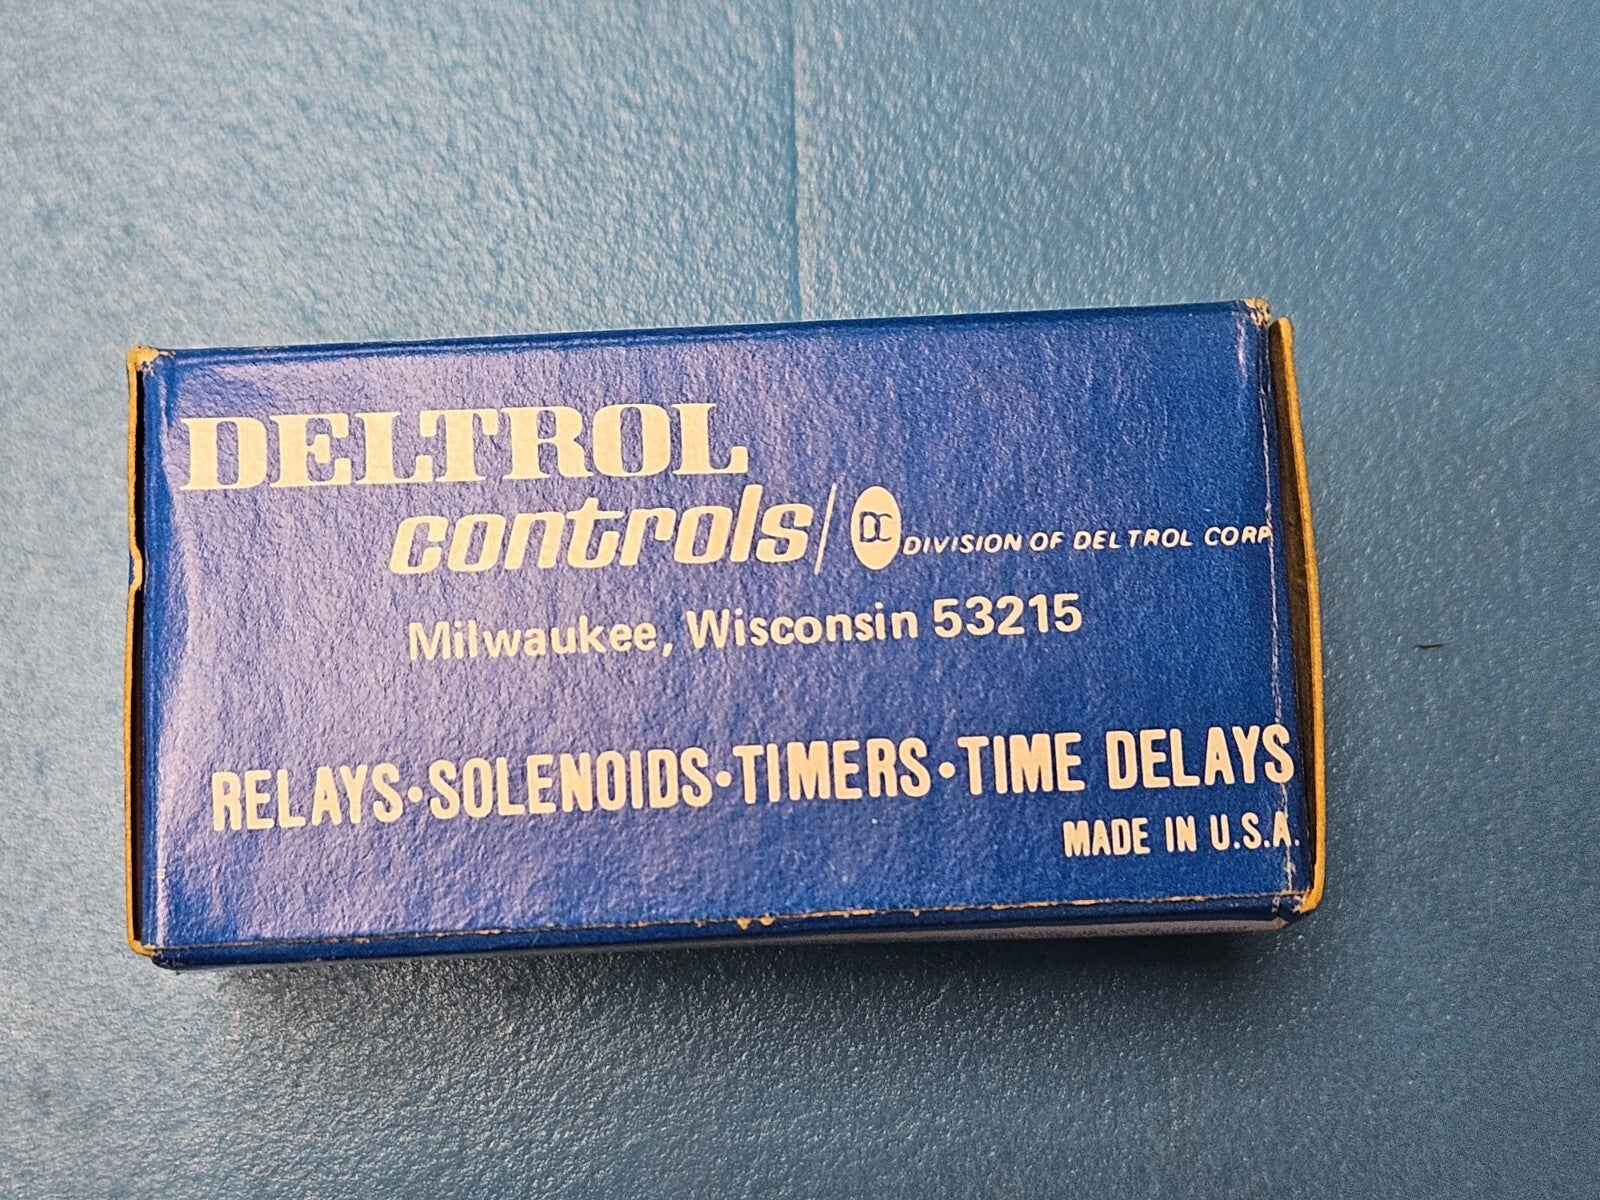 DELTROL
controls/ DC DIVISION OF DELTROL CORP
Milwaukee, Wisconsin 53215
RELAYS·SOLENOIDS·TIMERS·TIME DELAYS
MADE IN U.S.A.